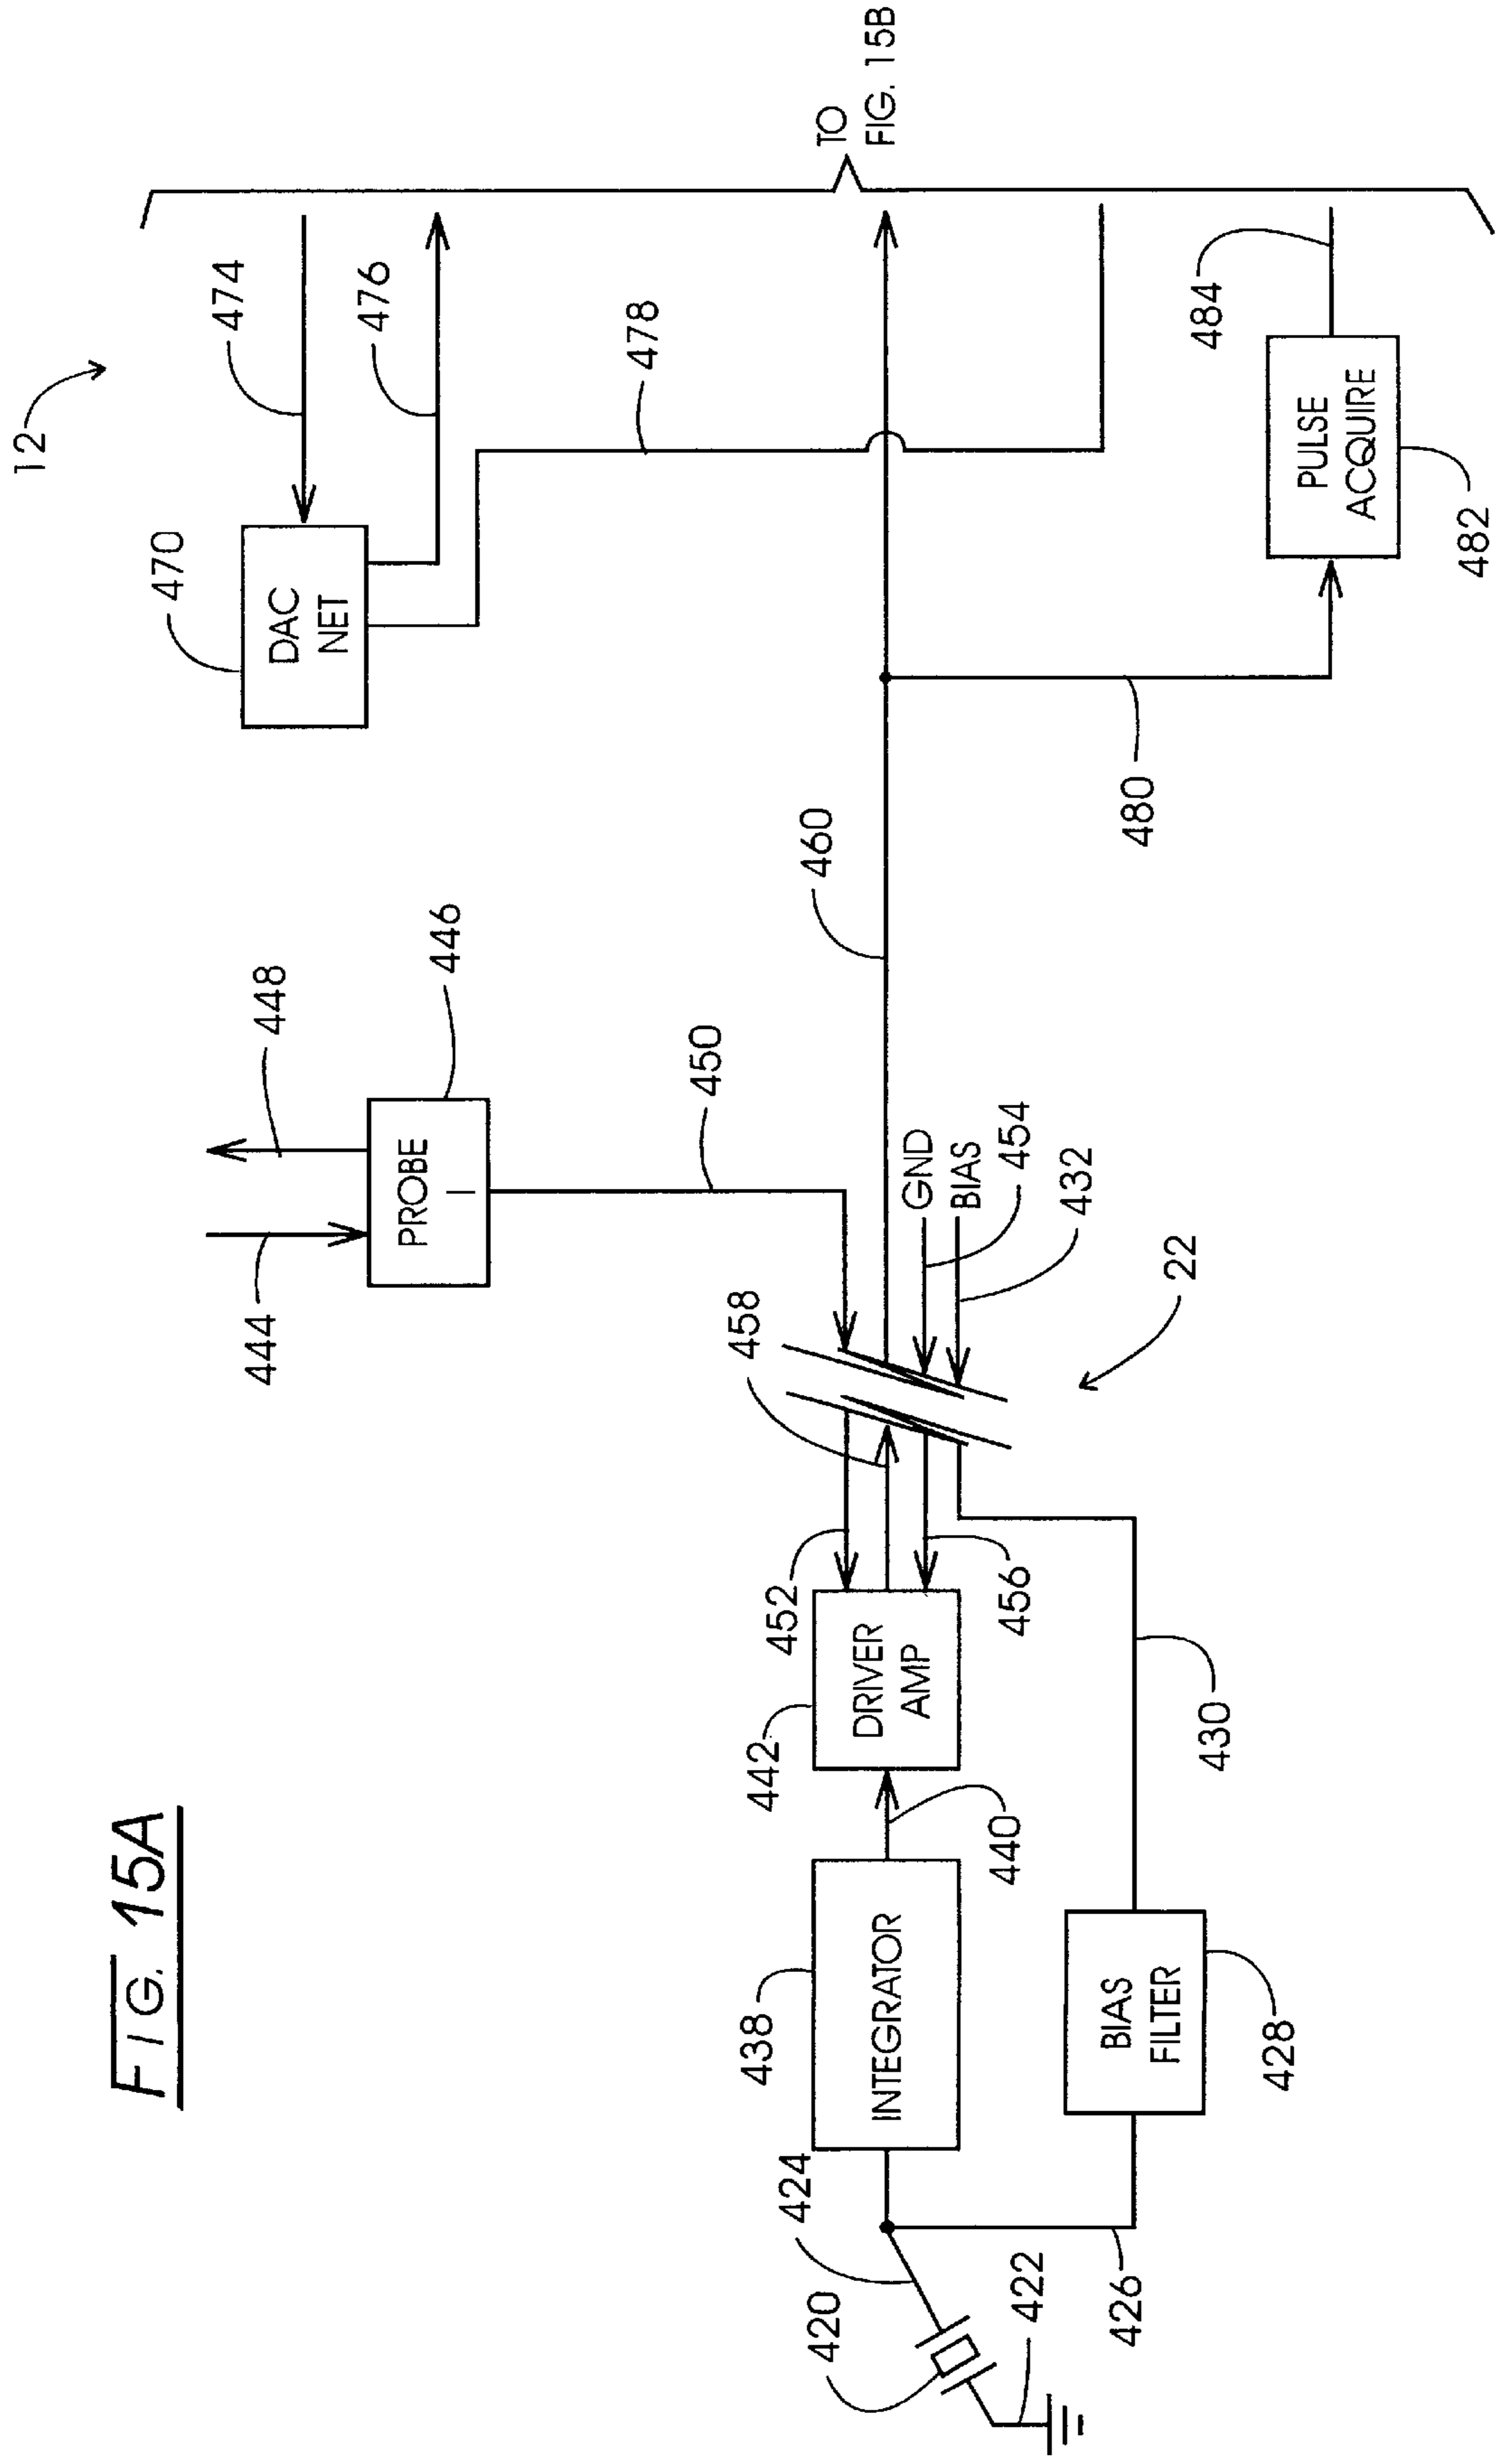 FIG. 15A
12
470
DAC
NET
474
476
478
TO
FIG. 15B
444
448
446
PROBE
I
450
460
458
GND
454
BIAS
432
22
480
PULSE
ACQUIRE
482
484
452
456
442
DRIVER
AMP
440
438
INTEGRATOR
430
BIAS
FILTER
428
424
420
422
426